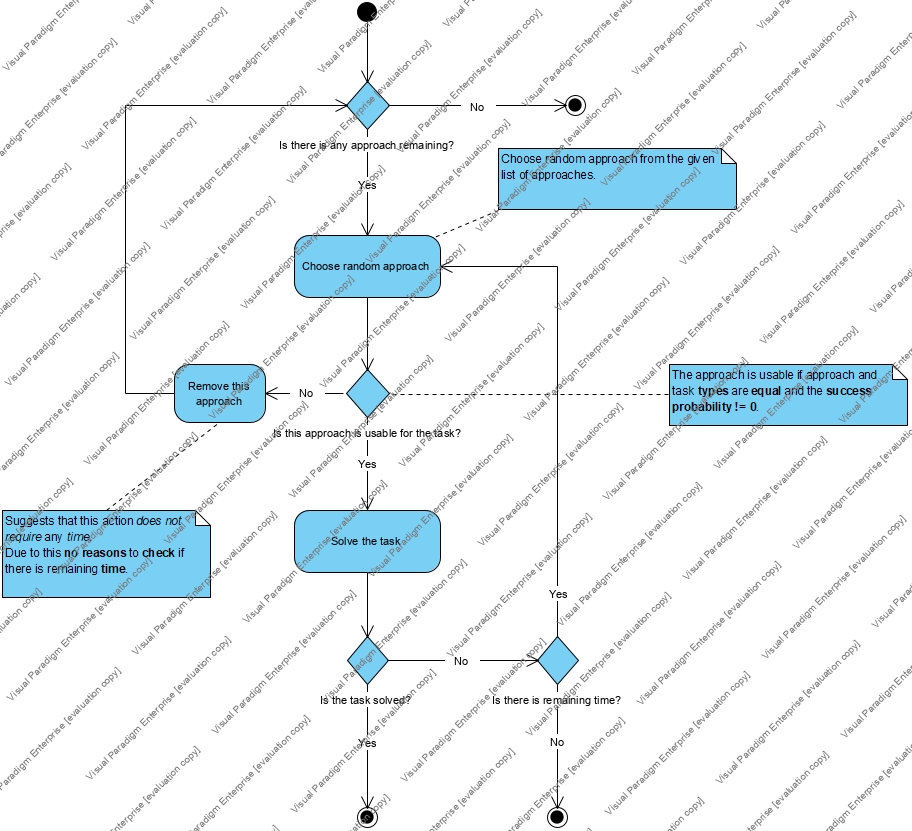 No
Is there is any approach remaining?
Choose random approach from the given
list of approaches.
Yes
Choose random approach
The approach is usable if approach and
task types are equal and the success
probability != 0.
Remove this
approach
No
Is this approach is usable for the task?
Yes
Suggests that this action does not
require any time.
Due to this no reasons to check if
there is remaining time.
Solve the task
Yes
No
Is the task solved?
Is there is remaining time?
Yes
No
Visual Paradigm Enterprise [evaluation copy]